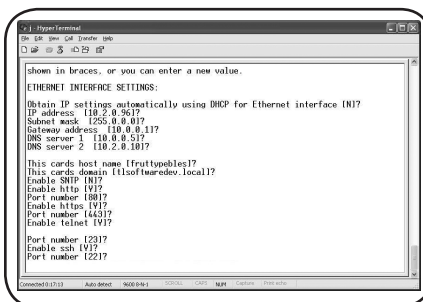 j - HyperTerminal
File Edit View Call Transfer Help
shown in braces, or you can enter a new value.
ETHERNET INTERFACE SETTINGS:
Obtain IP settings automatically using DHCP for Ethernet interface [N]?
IP address [10.2.0.96]?
Subnet mask [255.0.0.0]?
Gateway address [10.0.0.1]?
DNS server 1 [10.0.0.5]?
DNS server 2 [10.2.0.10]?
This cards host name [fruttypebles]?
This cards domain [tlsoftwaredev.local]?
Enable SNTP [N]?
Enable http [Y]?
Port number [80]?
Enable https [Y]?
Port number [443]?
Enable telnet [Y]?
Port number [23]?
Enable ssh [Y]?
Port number [22]?
Connected 0:17:13 Auto detect 9600 8-N-1 SCROLL CAPS NUM Capture Print echo